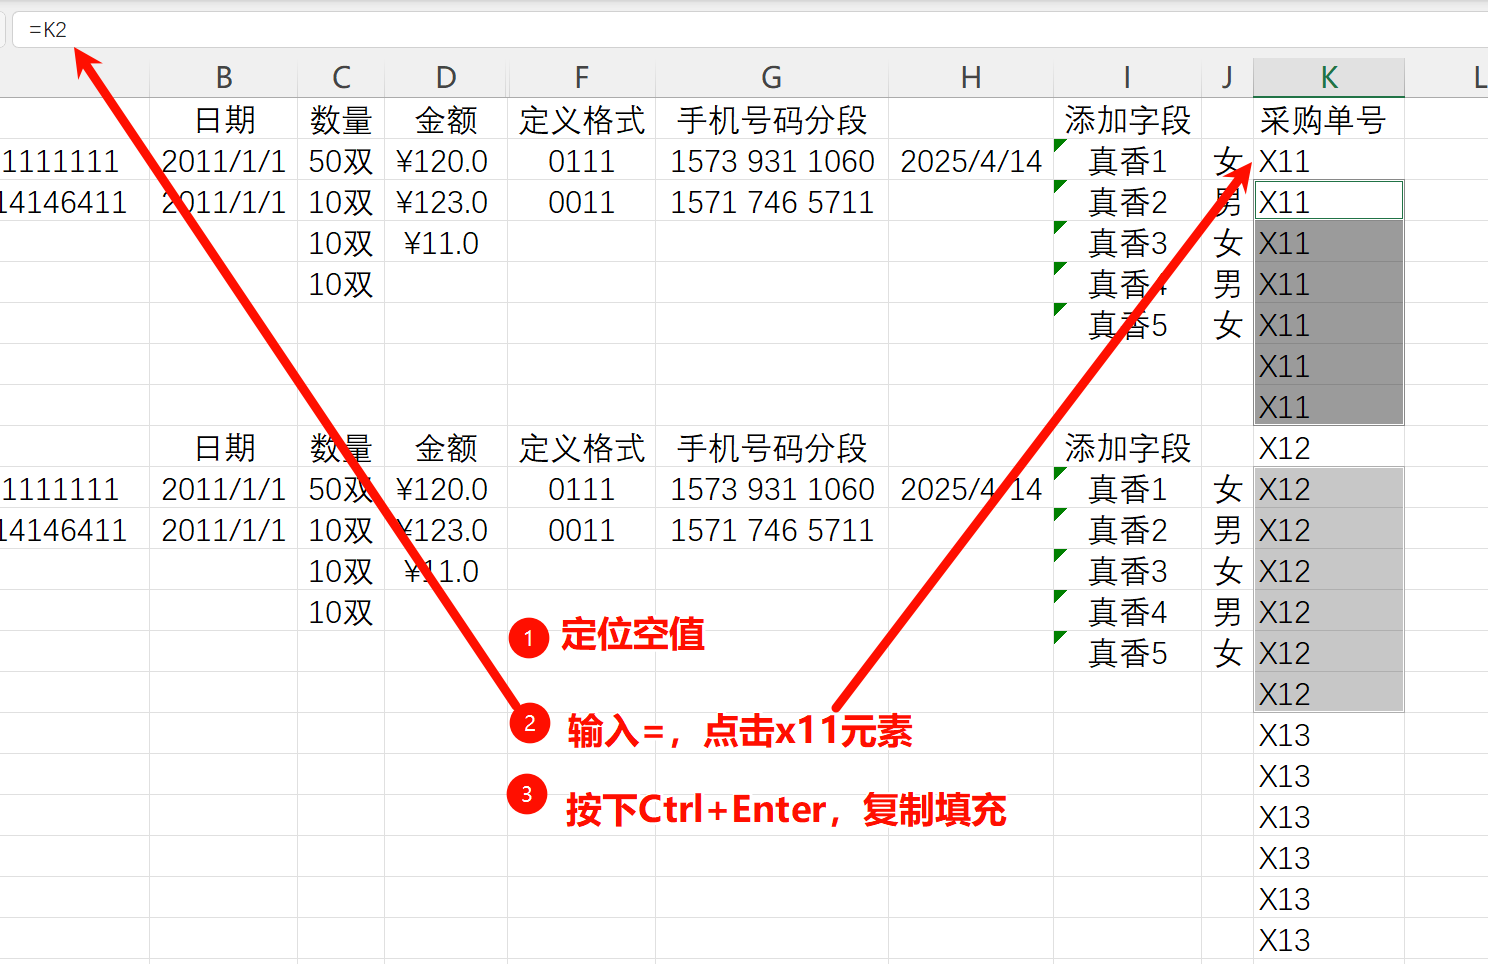 =K2
B C D F G H I J K L
日期 数量 金额 定义格式 手机号码分段 添加字段 采购单号
1111111 2011/1/1 50双 ¥120.0 0111 1573 931 1060 2025/4/14 真香1 女 X11
14146411 2011/1/1 10双 ¥123.0 0011 1571 746 5711 真香2 男 X11
10双 ¥11.0 真香3 女 X11
10双 真香4 男 X11
真香5 女 X11
X11
X11
日期 数量 金额 定义格式 手机号码分段 添加字段 X12
1111111 2011/1/1 50双 ¥120.0 0111 1573 931 1060 2025/4/14 真香1 女 X12
14146411 2011/1/1 10双 ¥123.0 0011 1571 746 5711 真香2 男 X12
10双 ¥11.0 真香3 女 X12
10双 真香4 男 X12
真香5 女 X12
X12
X13
X13
X13
X13
X13
X13
1 定位空值
2 输入=，点击x11元素
3 按下Ctrl+Enter，复制填充